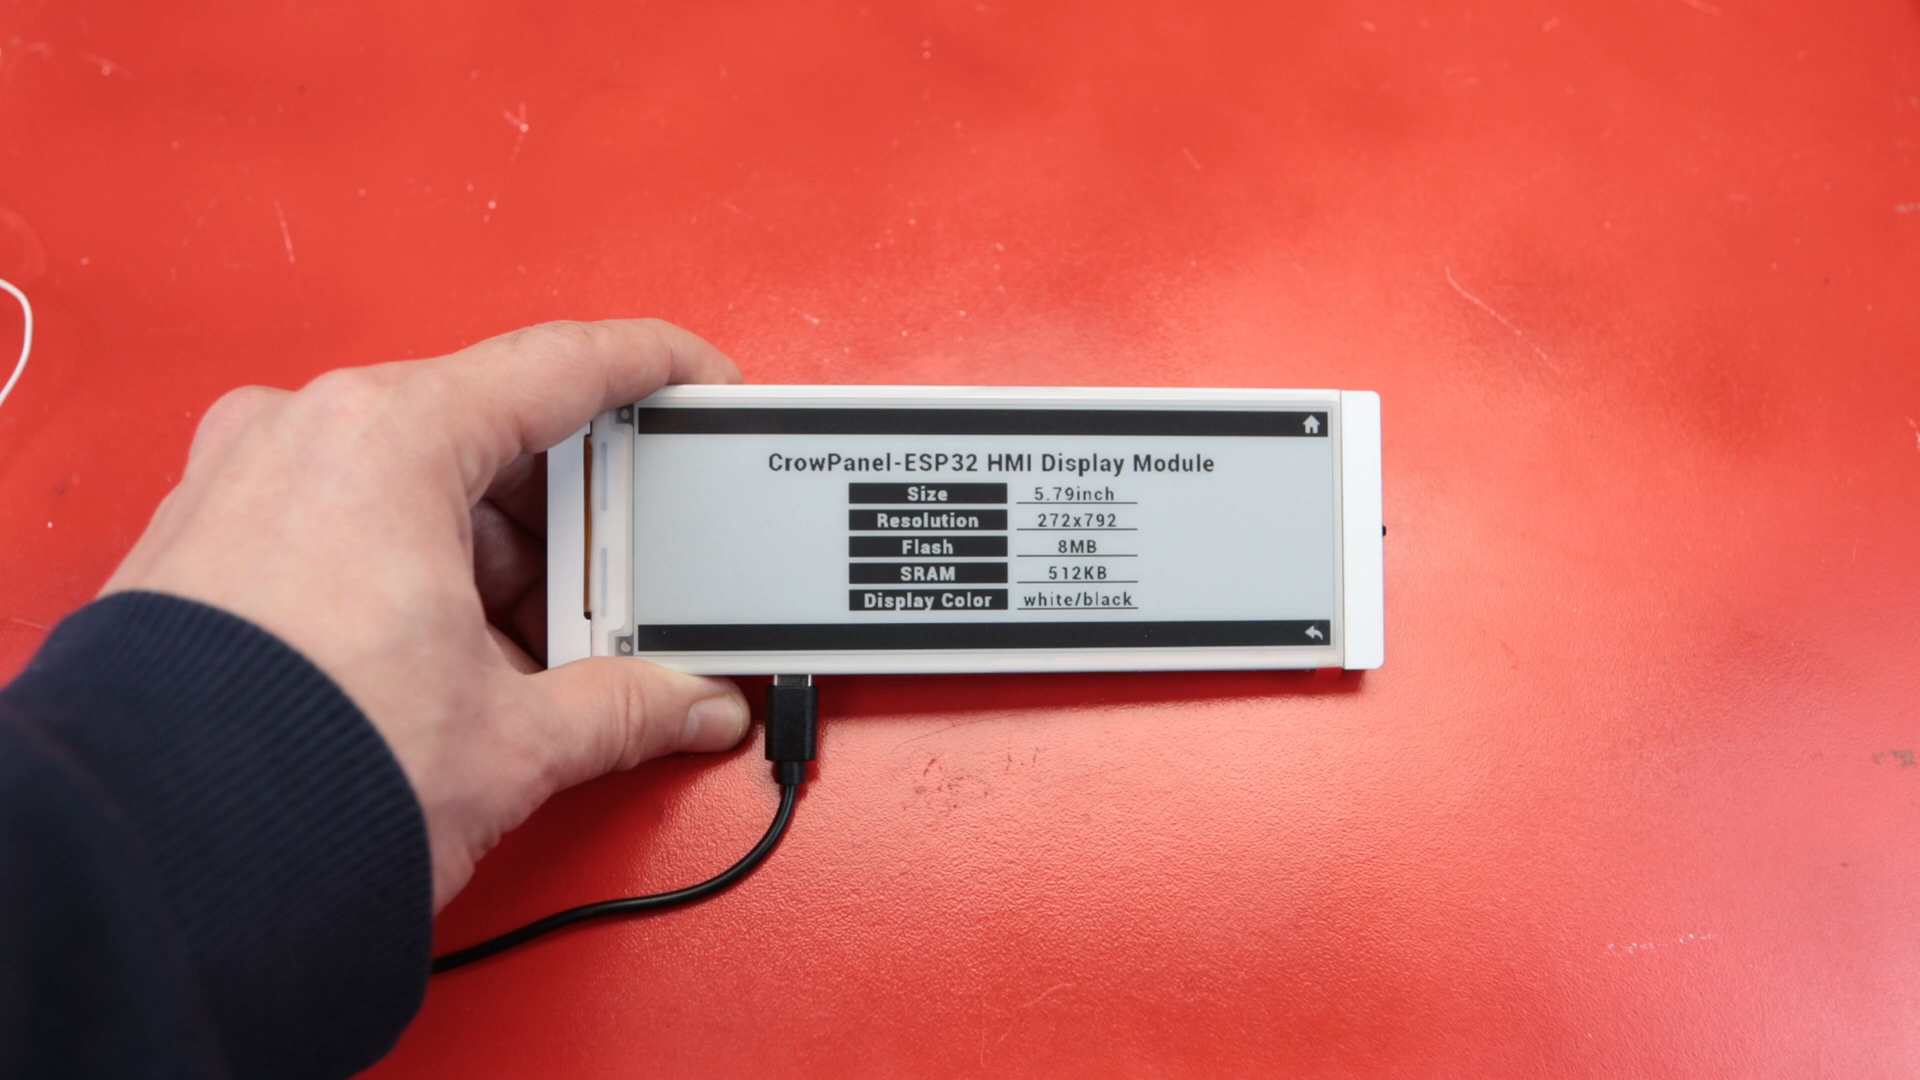 CrowPanel-ESP32 HMI Display Module
Size 5.79inch
Resolution 272x792
Flash 8MB
SRAM 512KB
Display Color white/black